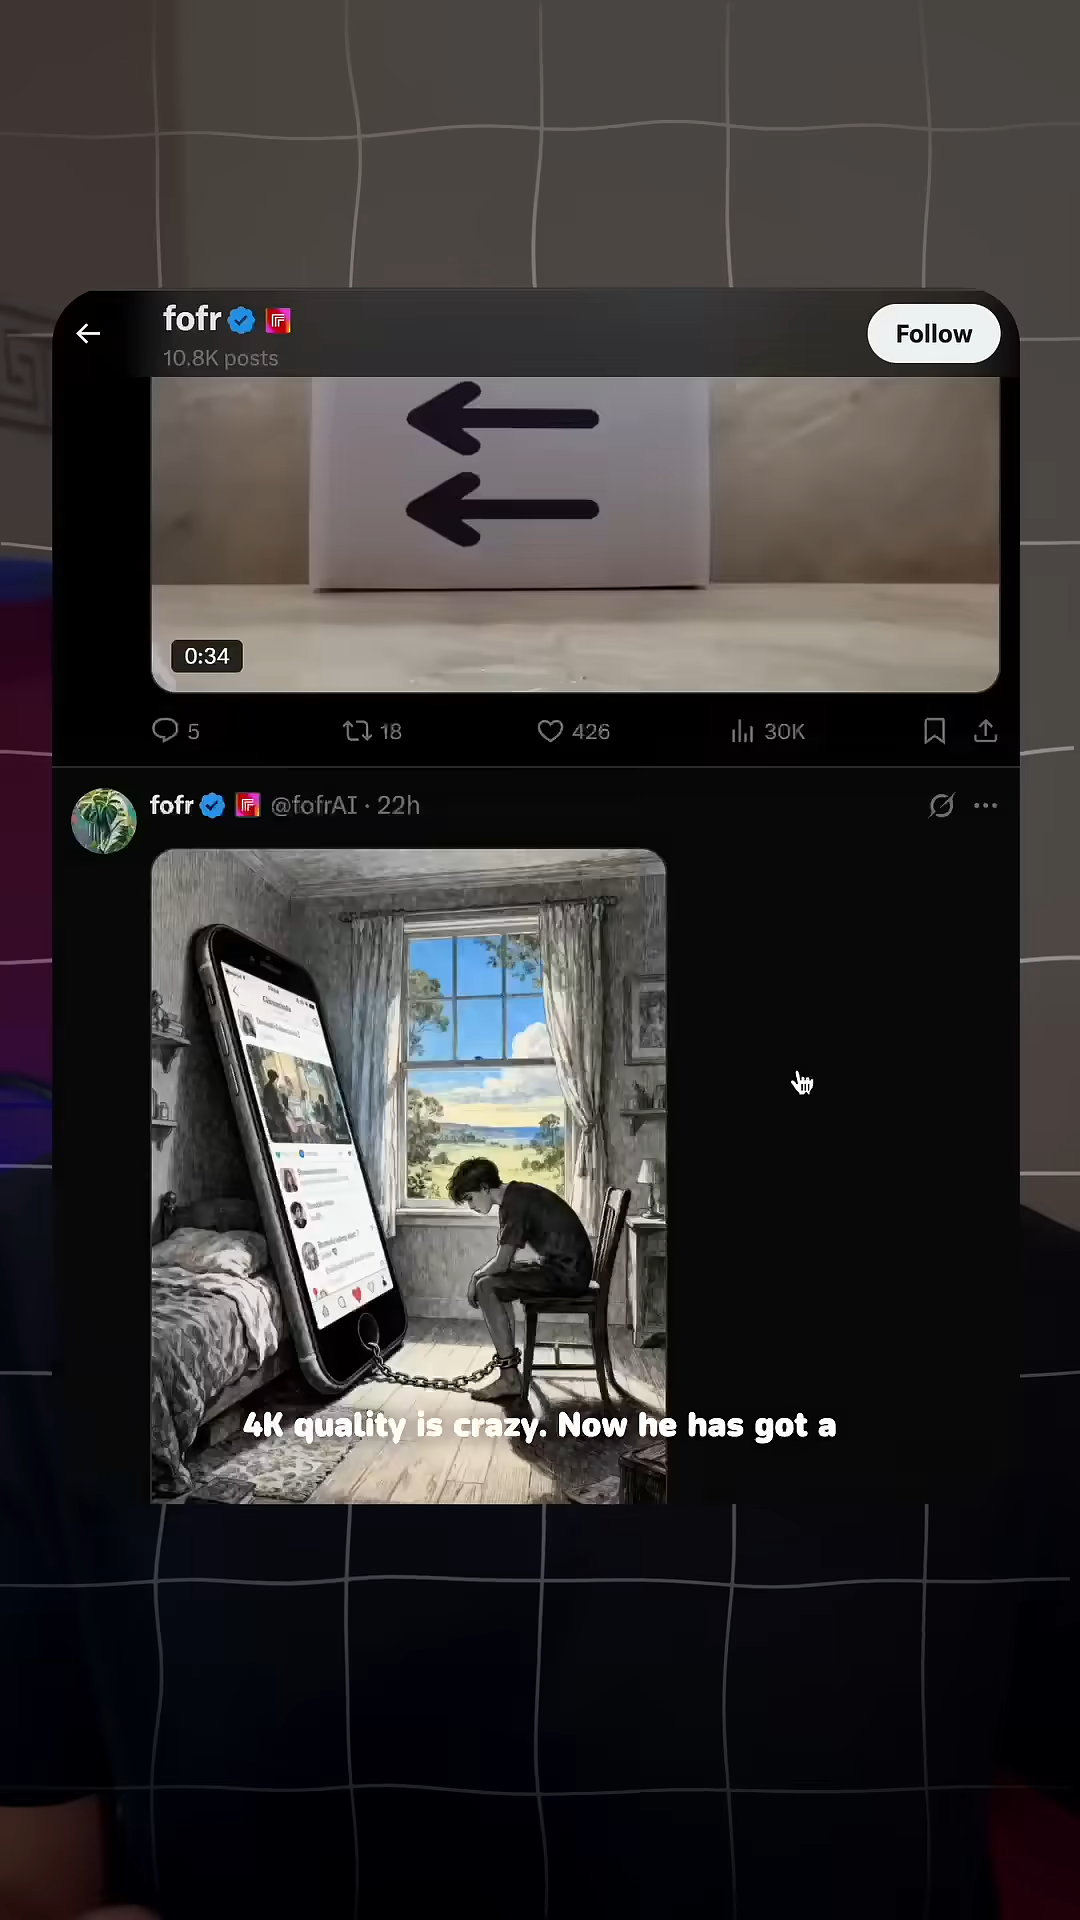 fofr
10.8K posts
Follow
0:34
5
18
426
30K
fofr @fofrAI · 22h
4K quality is crazy. Now he has got a